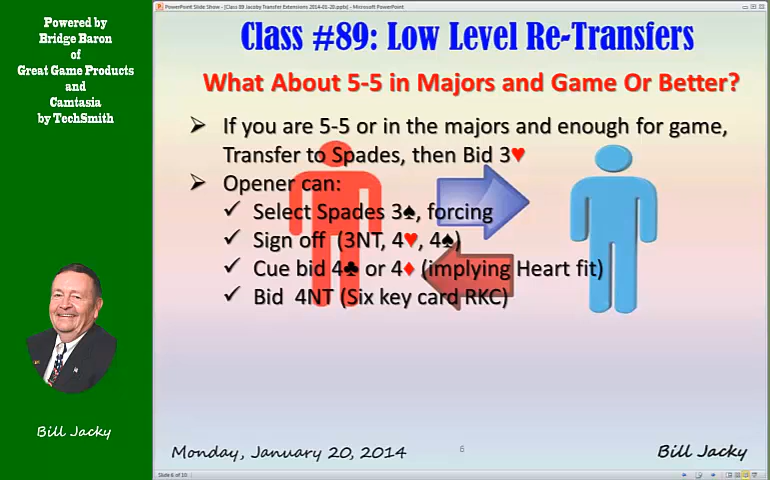 PowerPoint Slide Show - [Class 89 Jacoby Transfer Extensions 2014-01-20.pptx] - Microsoft PowerPoint
Powered by
Bridge Baron
of
Great Game Products
and
Camtasia
by TechSmith
Class #89: Low Level Re-Transfers
What About 5-5 in Majors and Game Or Better?
➢ If you are 5-5 or in the majors and enough for game,
Transfer to Spades, then Bid 3♥
➢ Opener can:
✓ Select Spades 3♠, forcing
✓ Sign off (3NT, 4♥, 4♠)
✓ Cue bid 4♣ or 4♦ (implying Heart fit)
✓ Bid 4NT (Six key card RKC)
Bill Jacky
Monday, January 20, 2014
6
Bill Jacky
Slide 6 of 10